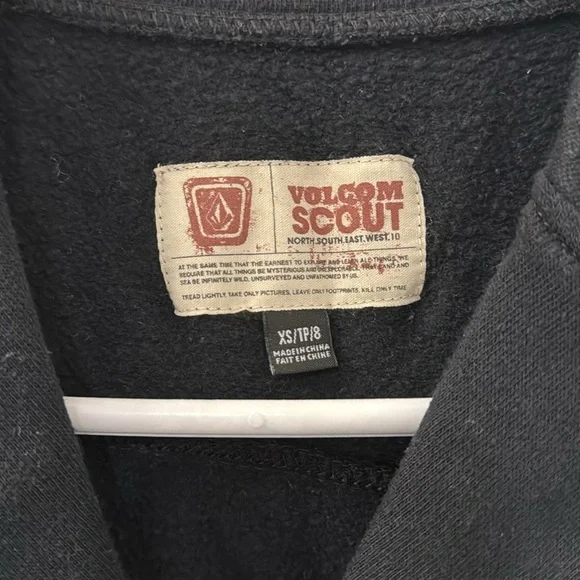 VOLCOM
SCOUT
NORTH.SOUTH.EAST.WEST.10
AT THE SAME TIME THAT THE EARNEST TO EXPLORE AND LEARN ALL THINGS, WE
REQUIRE THAT ALL THINGS BE MYSTERIOUS AND UNEXPLORABLE, THAT LAND AND
SEA BE INFINITELY WILD, UNSURVEYED AND UNFATHOMED BY US.
TREAD LIGHTLY, TAKE ONLY PICTURES, LEAVE ONLY FOOTPRINTS, KILL ONLY TIME
XS/TP/8
MADE IN CHINA
FAIT EN CHINE